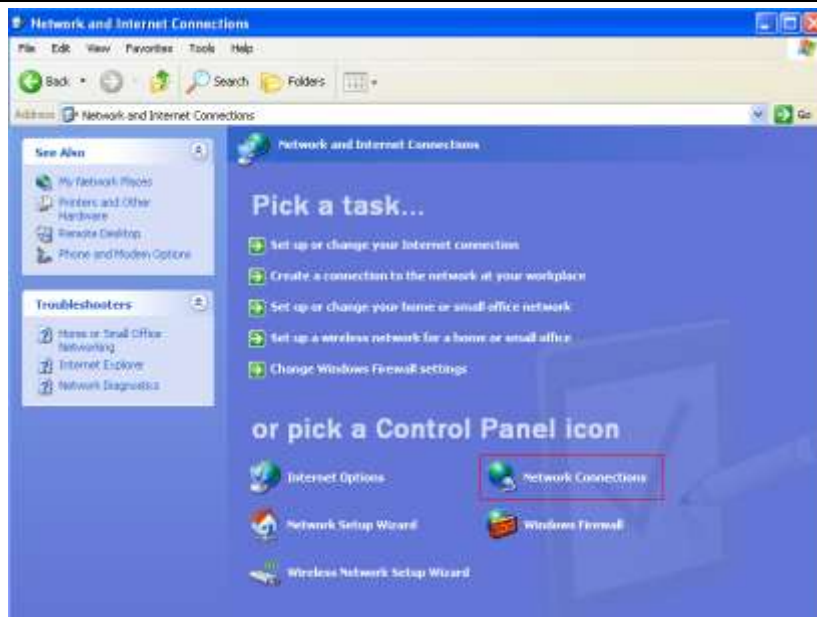 Network and Internet Connections
File Edit View Favorites Tools Help
Back Search Folders
Address Network and Internet Connections Go
See Also
My Network Places
Printers and Other
Hardware
Remote Desktop
Phone and Modem Options
Troubleshooters
Home or Small Office
Networking
Internet Explorer
Network Diagnostics
Network and Internet Connections
Pick a task...
Set up or change your Internet connection
Create a connection to the network at your workplace
Set up or change your home or small office network
Set up a wireless network for a home or small office
Change Windows Firewall settings
or pick a Control Panel icon
Internet Options
Network Connections
Network Setup Wizard
Windows Firewall
Wireless Network Setup Wizard